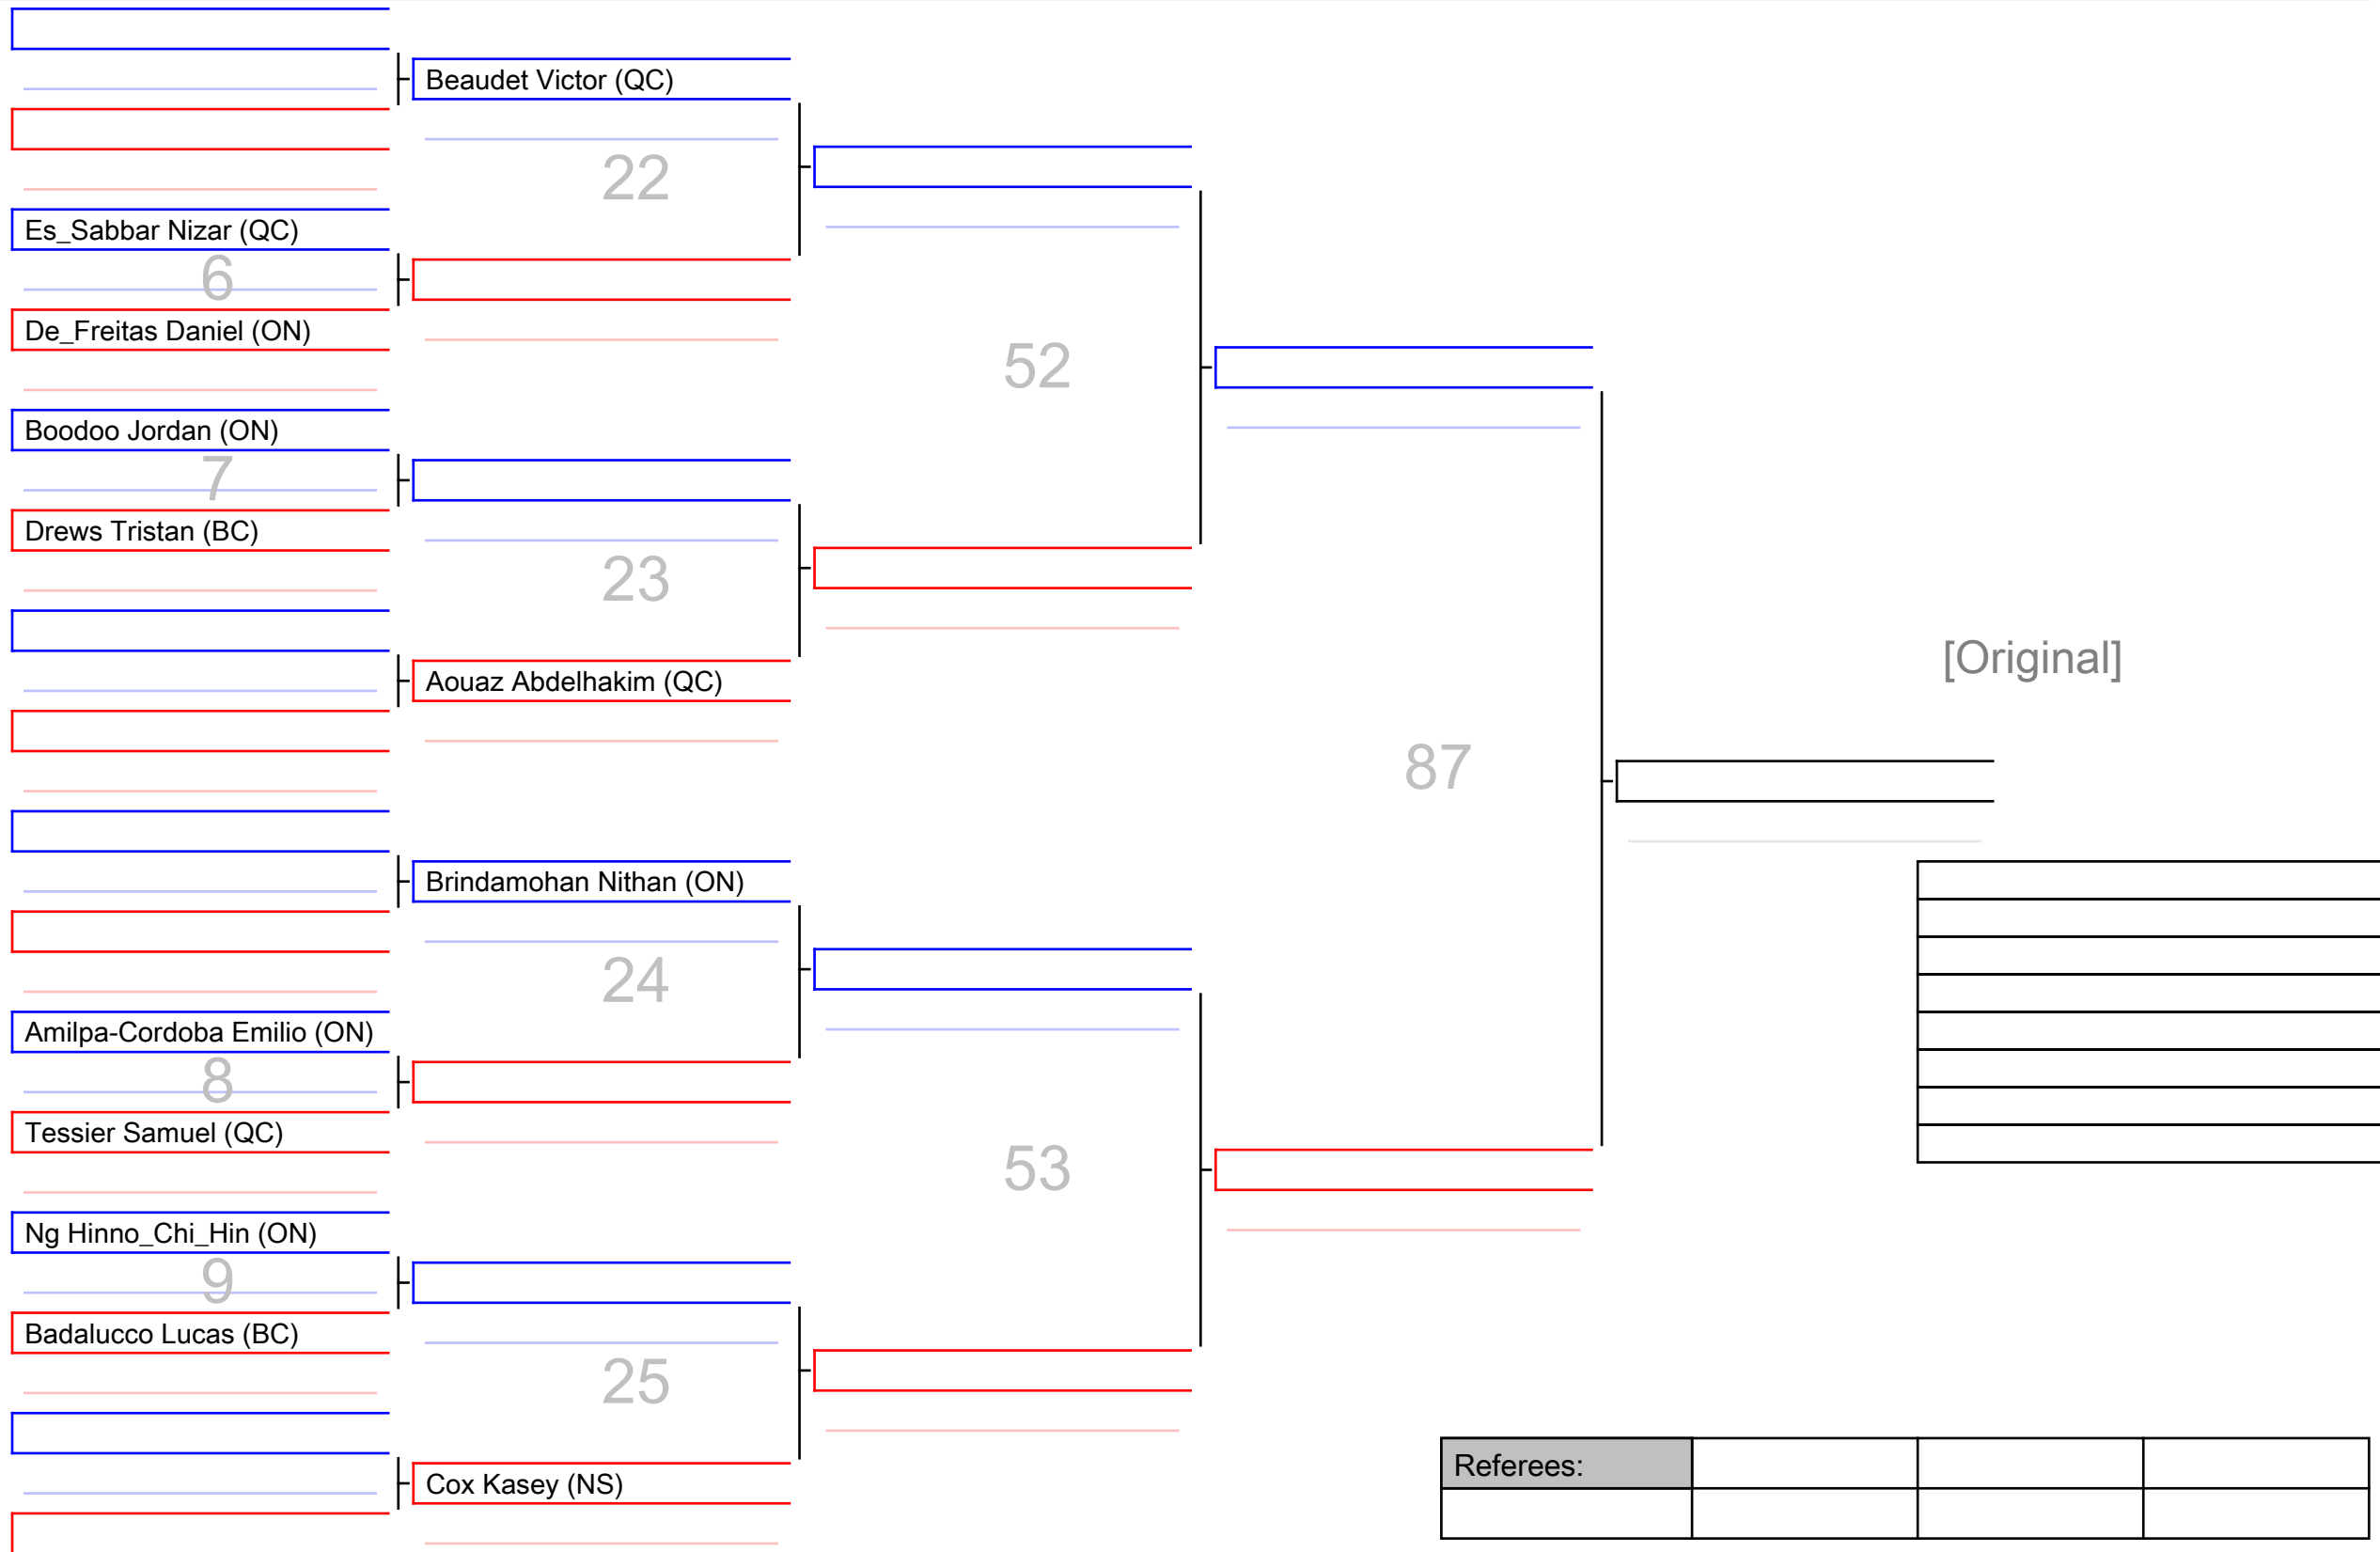 Beaudet Victor (QC)
22
Es_Sabbar Nizar (QC)
6
De_Freitas Daniel (ON)
52
Boodoo Jordan (ON)
7
Drews Tristan (BC)
23
Aouaz Abdelhakim (QC)
[Original]
87
Brindamohan Nithan (ON)
24
Amilpa-Cordoba Emilio (ON)
8
Tessier Samuel (QC)
53
Ng Hinno_Chi_Hin (ON)
9
Badalucco Lucas (BC)
25
Cox Kasey (NS)
Referees: